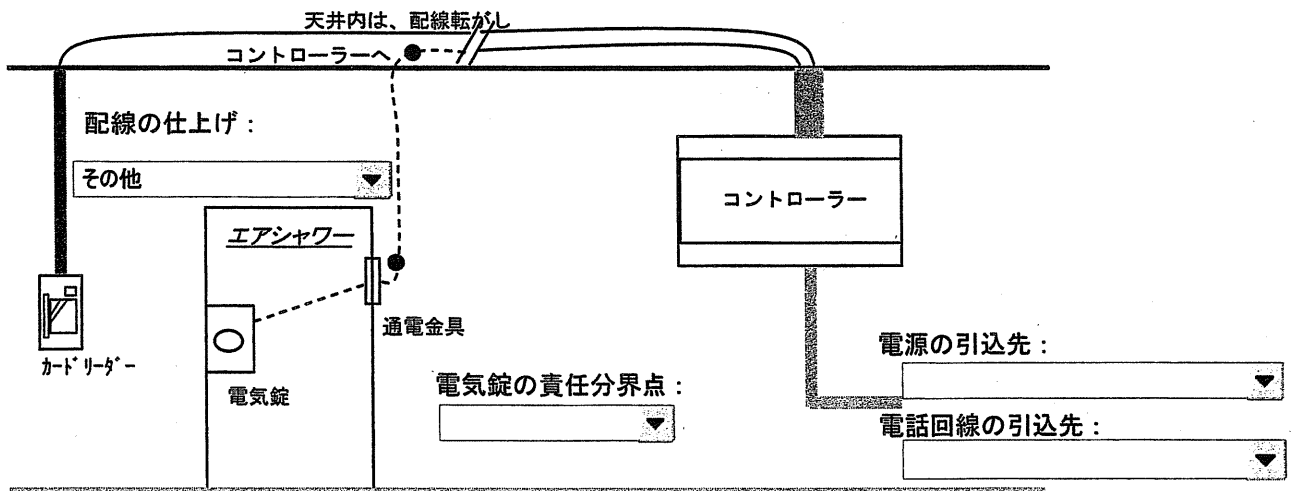 天井内は、配線転がし
コントローラーへ
配線の仕上げ：
その他
コントローラー
エアシャワー
通電金具
カードリーダー
電気錠
電気錠の責任分界点：
電源の引込先：
電話回線の引込先：